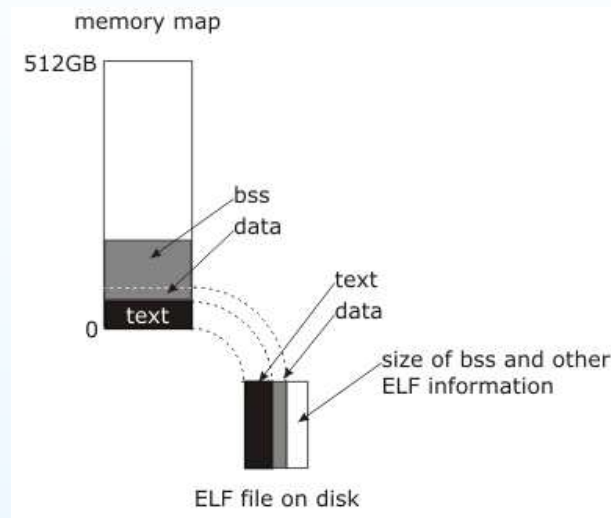 memory map
512GB
bss
data
text
text
data
0
size of bss and other
ELF information
ELF file on disk